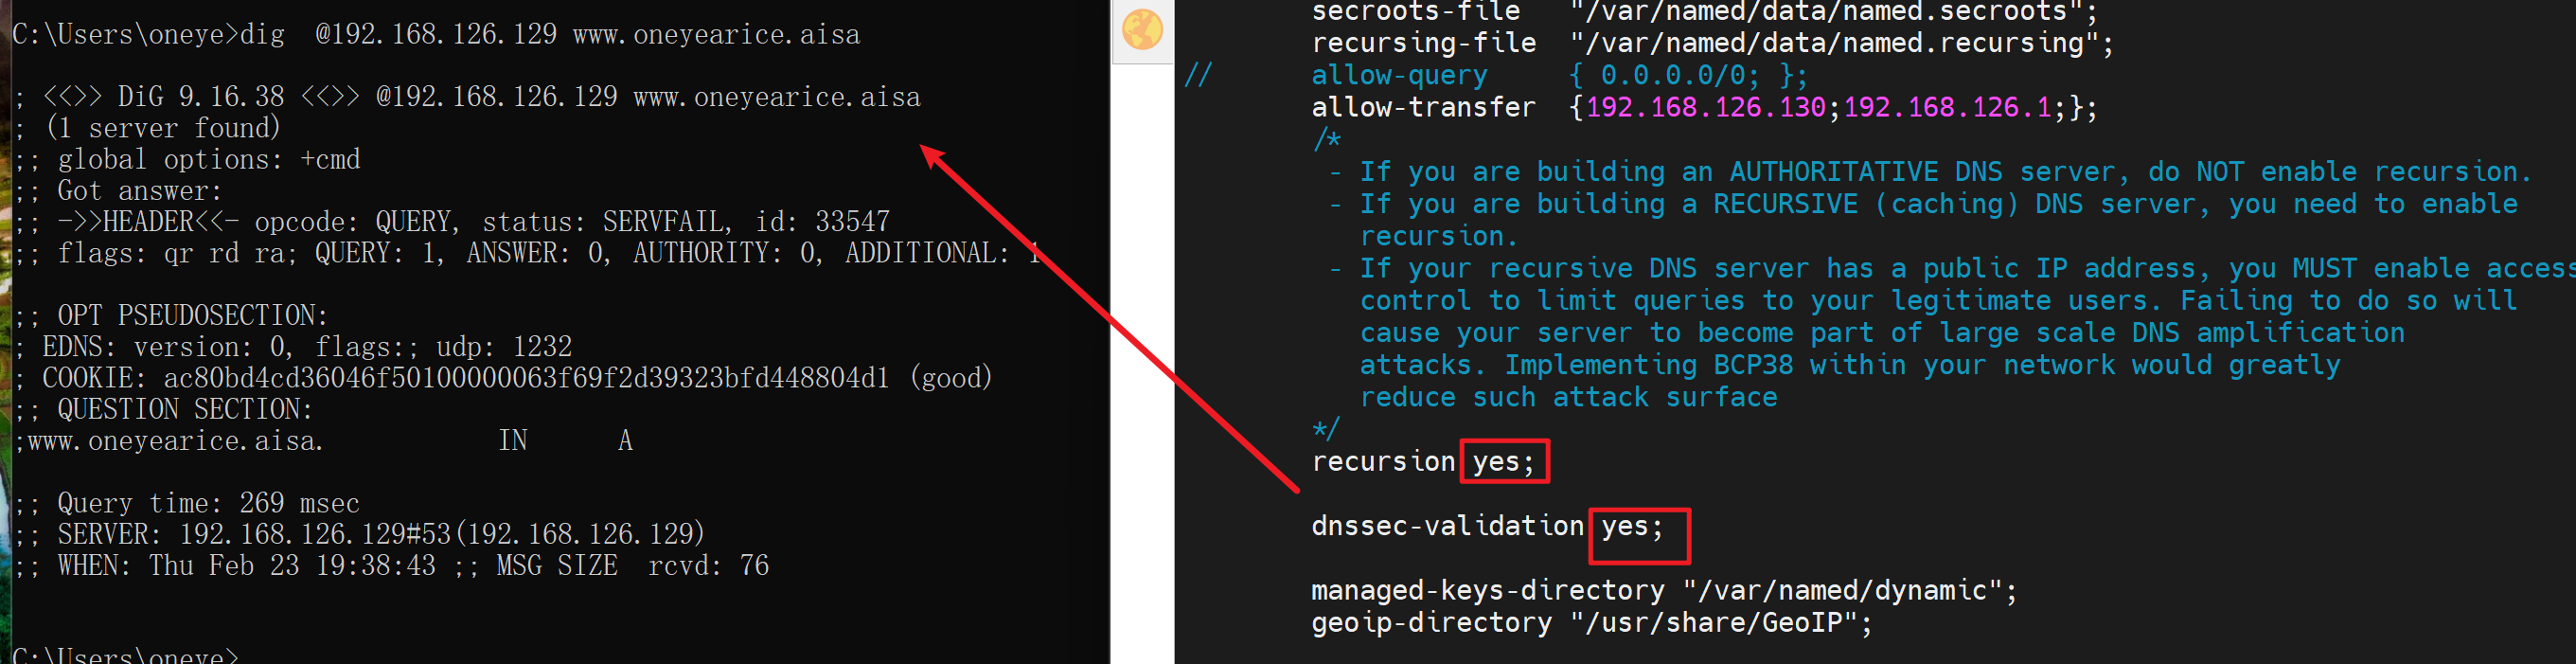 C:\Users\oneye>dig  @192.168.126.129 www.oneyearice.aisa
; <<>> DiG 9.16.38 <<>> @192.168.126.129 www.oneyearice.aisa
; (1 server found)
;; global options: +cmd
;; Got answer:
;; ->>HEADER<<- opcode: QUERY, status: SERVFAIL, id: 33547
;; flags: qr rd ra; QUERY: 1, ANSWER: 0, AUTHORITY: 0, ADDITIONAL: 1
;; OPT PSEUDOSECTION:
; EDNS: version: 0, flags:; udp: 1232
; COOKIE: ac80bd4cd36046f50100000063f69f2d39323bfd448804d1 (good)
;; QUESTION SECTION:
;www.oneyearice.aisa.           IN      A
;; Query time: 269 msec
;; SERVER: 192.168.126.129#53(192.168.126.129)
;; WHEN: Thu Feb 23 19:38:43 ;; MSG SIZE  rcvd: 76
C:\Users\oneye>
secroots-file   "/var/named/data/named.secroots";
recursing-file  "/var/named/data/named.recursing";
//      allow-query     { 0.0.0.0/0; };
allow-transfer  {192.168.126.130;192.168.126.1;};
/*
- If you are building an AUTHORITATIVE DNS server, do NOT enable recursion.
- If you are building a RECURSIVE (caching) DNS server, you need to enable
recursion.
- If your recursive DNS server has a public IP address, you MUST enable access
control to limit queries to your legitimate users. Failing to do so will
cause your server to become part of large scale DNS amplification
attacks. Implementing BCP38 within your network would greatly
reduce such attack surface
*/
recursion yes;
dnssec-validation yes;
managed-keys-directory "/var/named/dynamic";
geoip-directory "/usr/share/GeoIP";